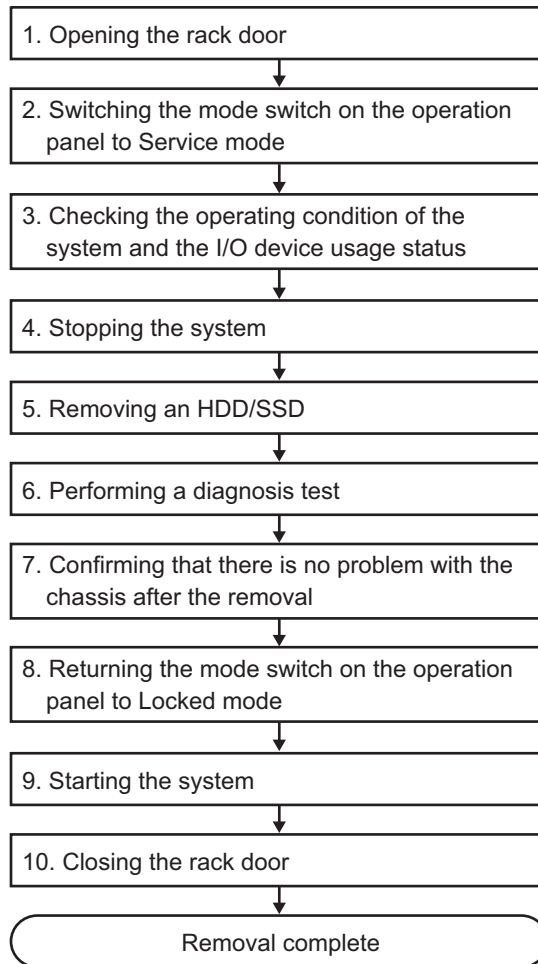 1. Opening the rack door
2. Switching the mode switch on the operation
panel to Service mode
3. Checking the operating condition of the
system and the I/O device usage status
4. Stopping the system
5. Removing an HDD/SSD
6. Performing a diagnosis test
7. Confirming that there is no problem with the
chassis after the removal
8. Returning the mode switch on the operation
panel to Locked mode
9. Starting the system
10. Closing the rack door
Removal complete